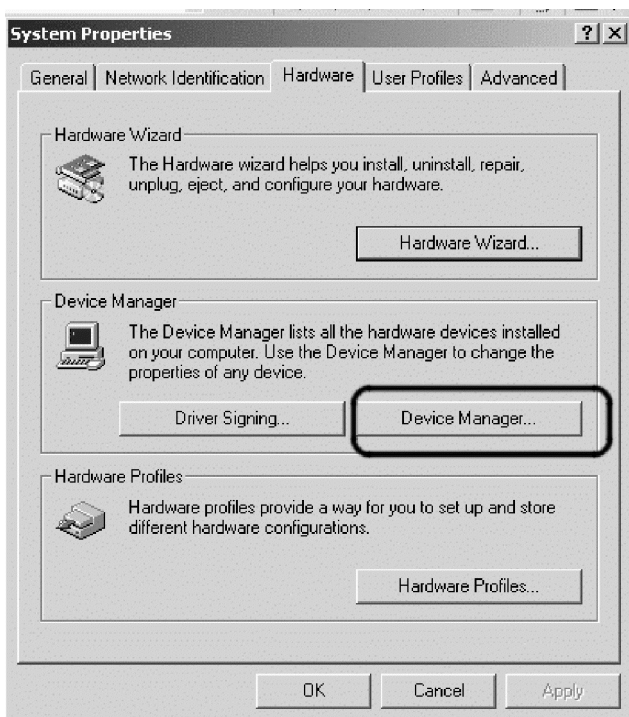 System Properties
? X
General Network Identification Hardware User Profiles Advanced
Hardware Wizard
The Hardware wizard helps you install, uninstall, repair,
unplug, eject, and configure your hardware.
Hardware Wizard...
Device Manager
The Device Manager lists all the hardware devices installed
on your computer. Use the Device Manager to change the
properties of any device.
Driver Signing... Device Manager...
Hardware Profiles
Hardware profiles provide a way for you to set up and store
different hardware configurations.
Hardware Profiles...
OK Cancel Apply